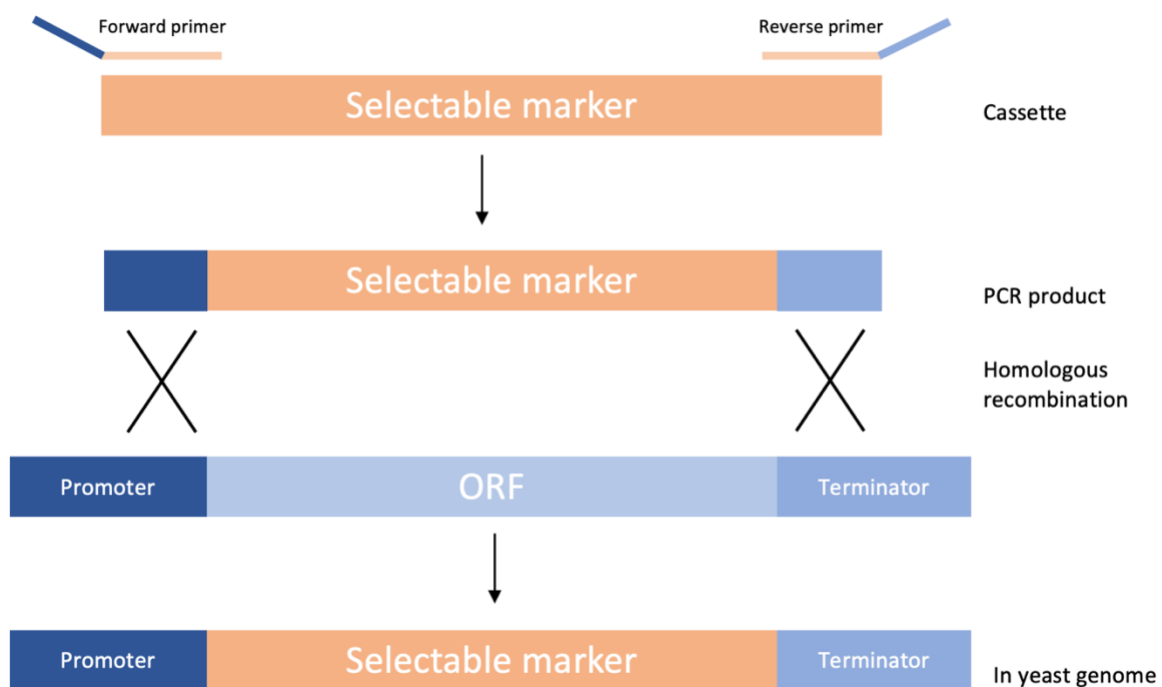 Forward primer
Reverse primer
Selectable marker
Cassette
Selectable marker
PCR product
Homologous
recombination
Promoter
ORF
Terminator
Promoter
Selectable marker
Terminator
In yeast genome